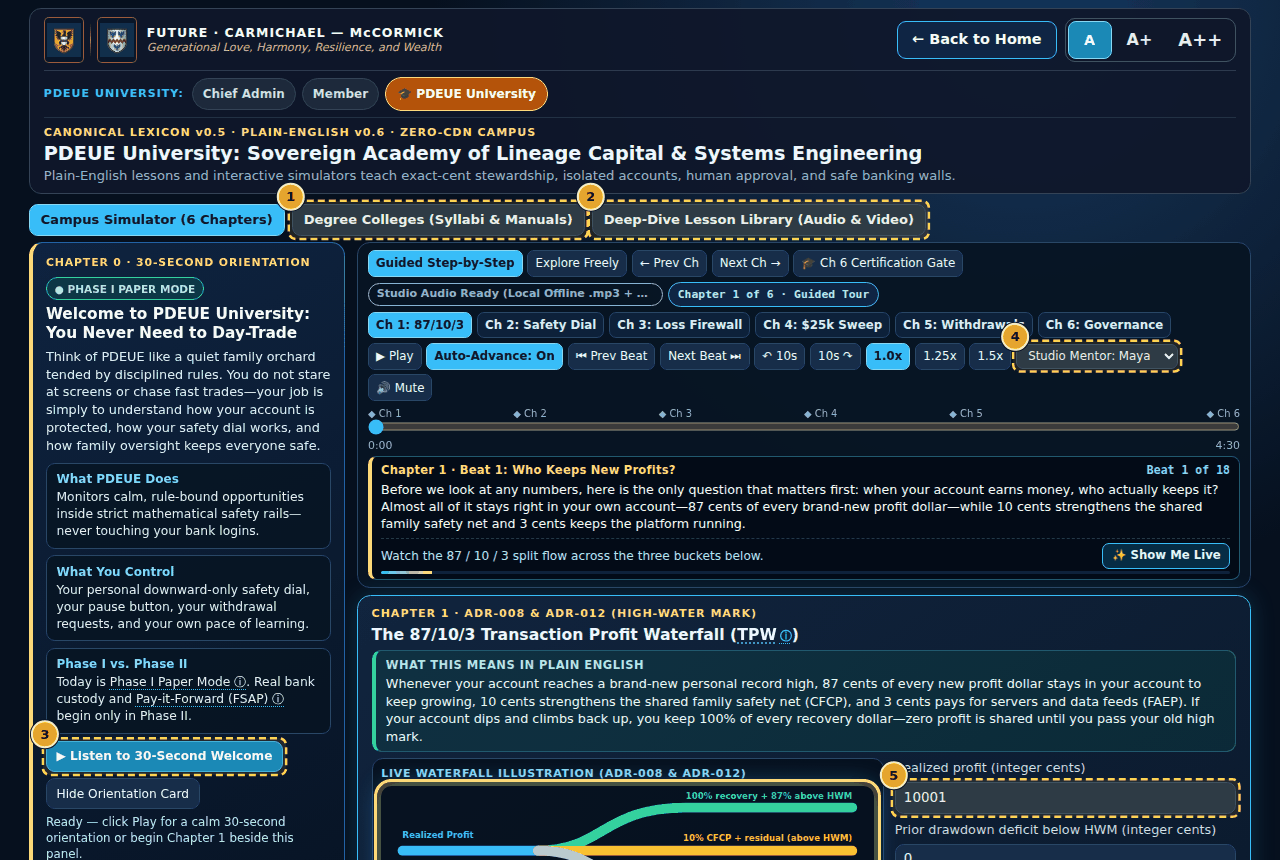 FUTURE · CARMICHAEL — McCORMICK
Generational Love, Harmony, Resilience, and Wealth
← Back to Home
A
A+
A++
PDEUE UNIVERSITY:
Chief Admin
Member
🎓 PDEUE University
CANONICAL LEXICON v0.5 · PLAIN-ENGLISH v0.6 · ZERO-CDN CAMPUS
PDEUE University: Sovereign Academy of Lineage Capital & Systems Engineering
Plain-English lessons and interactive simulators teach exact-cent stewardship, isolated accounts, human approval, and safe banking walls.
Campus Simulator (6 Chapters)
1
Degree Colleges (Syllabi & Manuals)
2
Deep-Dive Lesson Library (Audio & Video)
CHAPTER 0 · 30-SECOND ORIENTATION
● PHASE I PAPER MODE
Welcome to PDEUE University:
You Never Need to Day-Trade
Think of PDEUE like a quiet family orchard
tended by disciplined rules. You do not stare
at screens or chase fast trades—your job is
simply to understand how your account is
protected, how your safety dial works, and
how family oversight keeps everyone safe.
What PDEUE Does
Monitors calm, rule-bound opportunities
inside strict mathematical safety rails—
never touching your bank logins.
What You Control
Your personal downward-only safety dial,
your pause button, your withdrawal
requests, and your own pace of learning.
Phase I vs. Phase II
Today is Phase I Paper Mode ⓘ. Real bank
custody and Pay-it-Forward (FSAP) ⓘ
begin only in Phase II.
3
▶ Listen to 30-Second Welcome
Hide Orientation Card
Ready — click Play for a calm 30-second
orientation or begin Chapter 1 beside this
panel.
Guided Step-by-Step
Explore Freely
← Prev Ch
Next Ch →
🎓 Ch 6 Certification Gate
Studio Audio Ready (Local Offline .mp3 + …
Chapter 1 of 6 · Guided Tour
Ch 1: 87/10/3
Ch 2: Safety Dial
Ch 3: Loss Firewall
Ch 4: $25k Sweep
Ch 5: Withdrawals
Ch 6: Governance
▶ Play
Auto-Advance: On
⏮ Prev Beat
Next Beat ⏭
↶ 10s
10s ↷
1.0x
1.25x
1.5x
4
Studio Mentor: Maya
🔊 Mute
◆ Ch 1
◆ Ch 2
◆ Ch 3
◆ Ch 4
◆ Ch 5
◆ Ch 6
0:00
4:30
Chapter 1 · Beat 1: Who Keeps New Profits?
Beat 1 of 18
Before we look at any numbers, here is the only question that matters first: when your account earns money, who actually keeps it?
Almost all of it stays right in your own account—87 cents of every brand-new profit dollar—while 10 cents strengthens the shared
family safety net and 3 cents keeps the platform running.
Watch the 87 / 10 / 3 split flow across the three buckets below.
✨ Show Me Live
CHAPTER 1 · ADR-008 & ADR-012 (HIGH-WATER MARK)
The 87/10/3 Transaction Profit Waterfall (TPW ⓘ)
WHAT THIS MEANS IN PLAIN ENGLISH
Whenever your account reaches a brand-new personal record high, 87 cents of every new profit dollar stays in your account to
keep growing, 10 cents strengthens the shared family safety net (CFCP), and 3 cents pays for servers and data feeds (FAEP). If
your account dips and climbs back up, you keep 100% of every recovery dollar—zero profit is shared until you pass your old high
mark.
LIVE WATERFALL ILLUSTRATION (ADR-008 & ADR-012)
100% recovery + 87% above HWM
Realized Profit
10% CFCP + residual (above HWM)
5
ealized profit (integer cents)
10001
Prior drawdown deficit below HWM (integer cents)
0